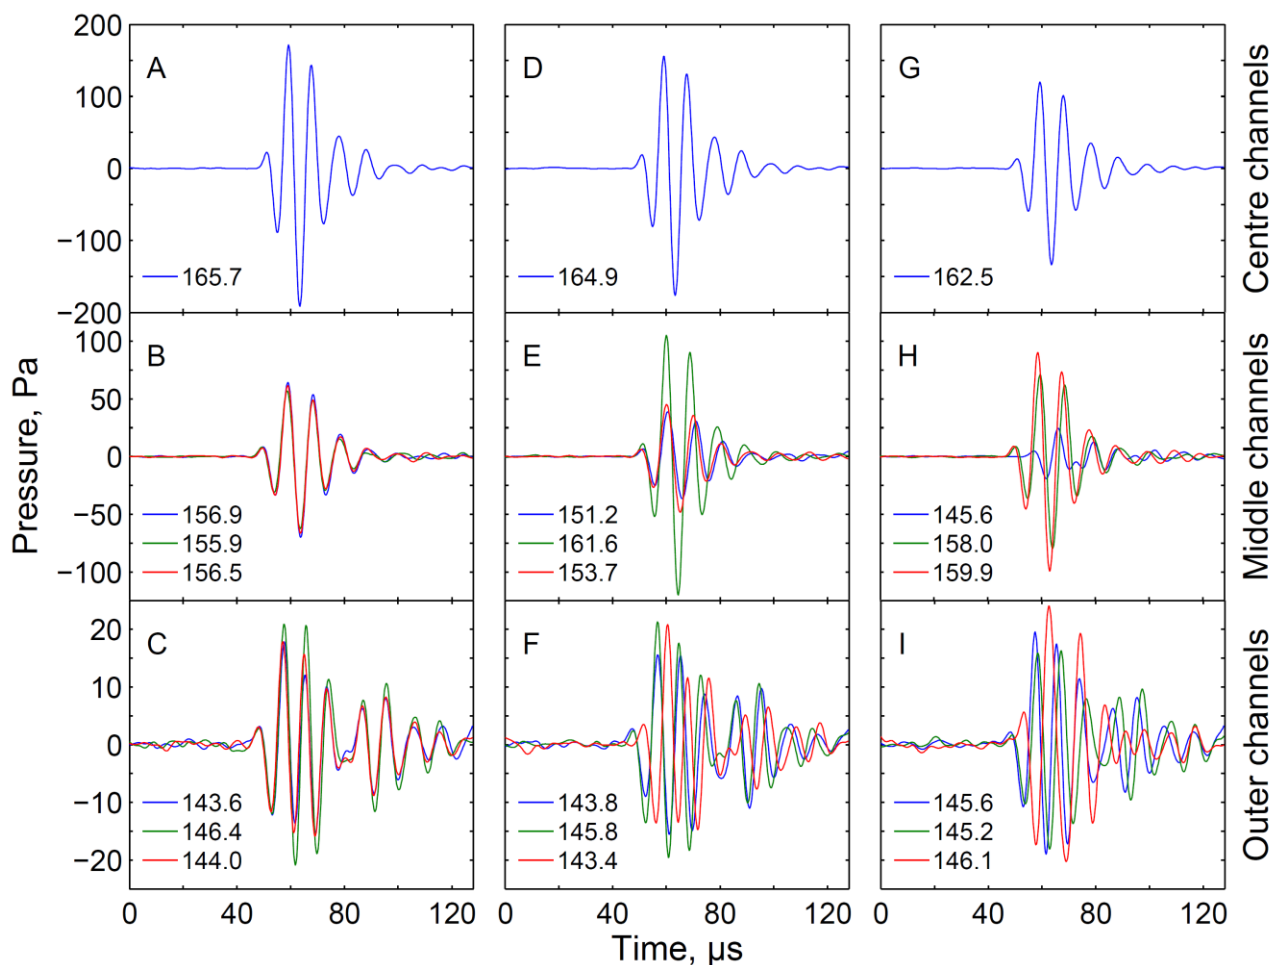 A
D
G
200
100
0
−100
−200
165.7
164.9
162.5
Centre channels
B
E
H
100
50
0
−50
−100
156.9
155.9
156.5
151.2
161.6
153.7
145.6
158.0
159.9
Middle channels
Pressure, Pa
C
F
I
20
10
0
−10
−20
143.6
146.4
144.0
143.8
145.8
143.4
145.6
145.2
146.1
Outer channels
0 40 80 120 0 40 80 120 0 40 80 120
Time, μs